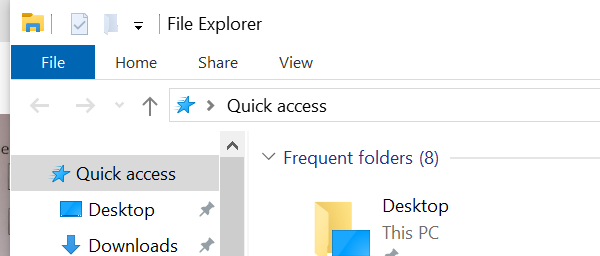 File Explorer
File Home Share View
Quick access
Quick access
Desktop
Downloads
Frequent folders (8)
Desktop
This PC